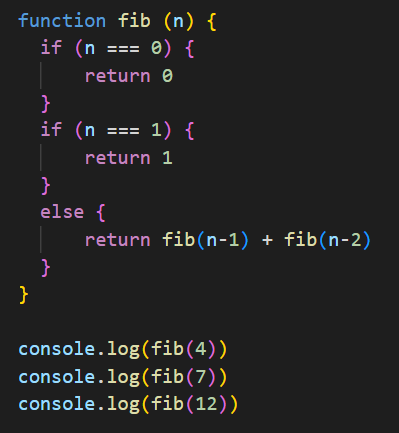 function fib (n) {
  if (n === 0) {
      return 0
  }
  if (n === 1) {
      return 1
  }
  else {
      return fib(n-1) + fib(n-2)
  }
}

console.log(fib(4))
console.log(fib(7))
console.log(fib(12))